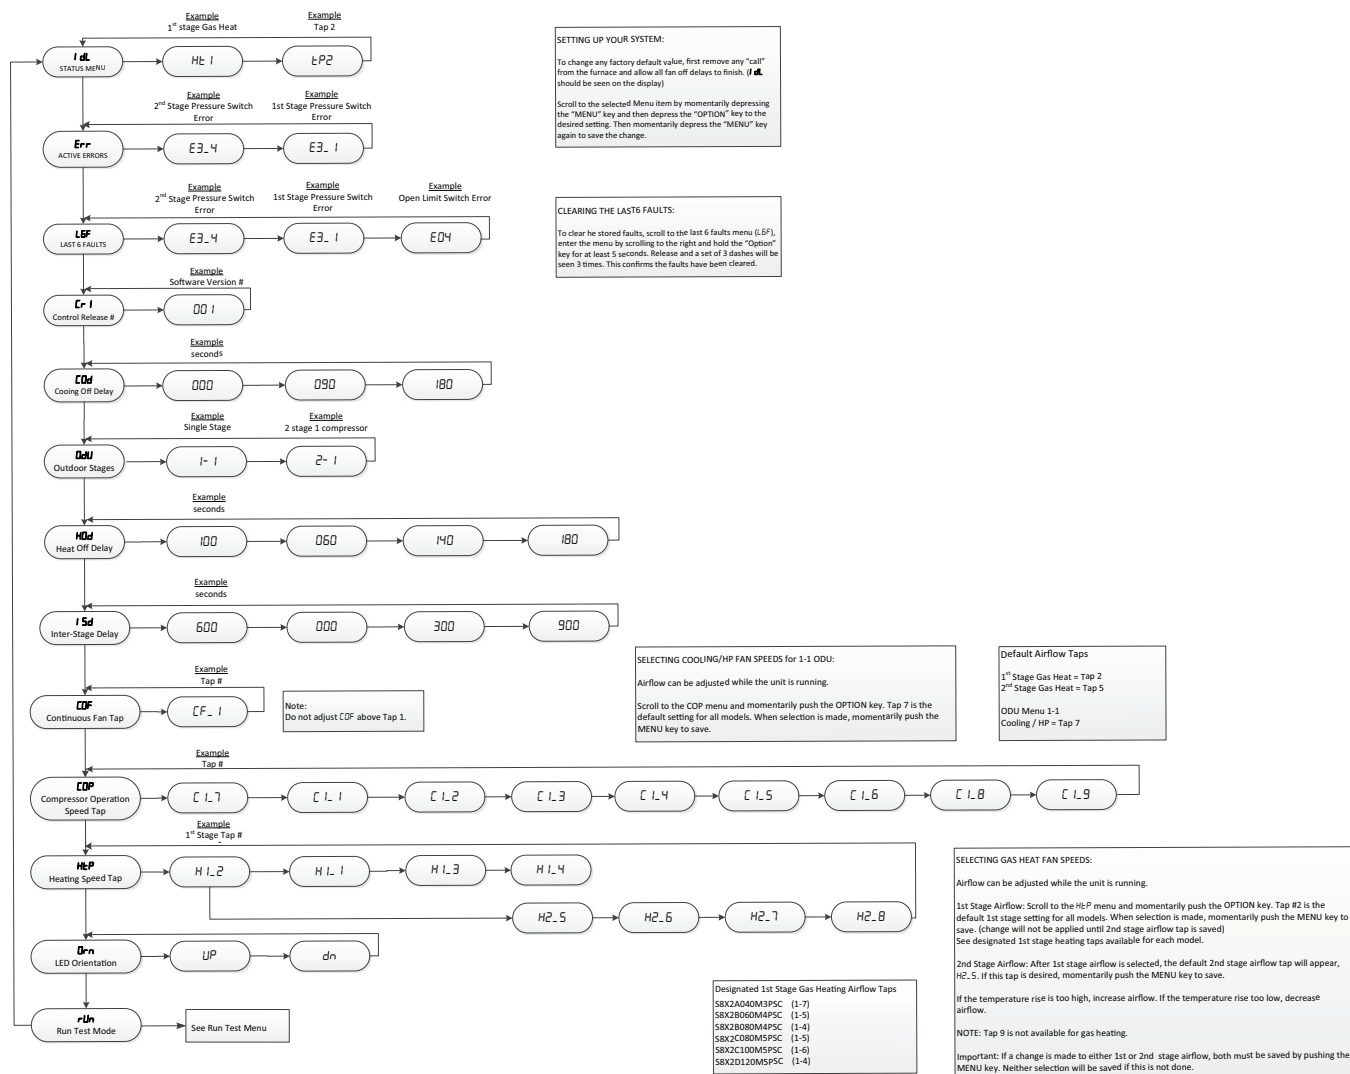 Example
1st stage Gas Heat
Example
Tap 2
IdL
STATUS MENU
Ht 1
tP2
SETTING UP YOUR SYSTEM:
To change any factory default value, first remove any "call"
from the furnace and allow all fan off delays to finish. (IdL
should be seen on the display)
Scroll to the selected Menu item by momentarily depressing
the "MENU" key and then depress the "OPTION" key to the
desired setting. Then momentarily depress the "MENU" key
again to save the change.
Example
2nd Stage Pressure Switch
Error
Example
1st Stage Pressure Switch
Error
Err
ACTIVE ERRORS
E3_4
E3_1
Example
2nd Stage Pressure Switch
Error
Example
1st Stage Pressure Switch
Error
Example
Open Limit Switch Error
L6F
LAST 6 FAULTS
E3_4
E3_1
E04
CLEARING THE LAST6 FAULTS:
To clear he stored faults, scroll to the last 6 faults menu (L6F),
enter the menu by scrolling to the right and hold the "Option"
key for at least 5 seconds. Release and a set of 3 dashes will be
seen 3 times. This confirms the faults have been cleared.
Example
Software Version #
Cr1
Control Release #
001
Example
seconds
C0d
Cooing Off Delay
000
090
180
Example
Single Stage
Example
2 stage 1 compressor
OdU
Outdoor Stages
1-1
2-1
Example
seconds
H0d
Heat Off Delay
100
060
140
180
Example
seconds
ISd
Inter-Stage Delay
600
000
300
900
Example
Tap #
C0F
Continuous Fan Tap
CF_1
Note:
Do not adjust C0F above Tap 1.
SELECTING COOLING/HP FAN SPEEDS for 1-1 ODU:
Airflow can be adjusted while the unit is running.
Scroll to the COP menu and momentarily push the OPTION key. Tap 7 is the
default setting for all models. When selection is made, momentarily push the
MENU key to save.
Default Airflow Taps
1st Stage Gas Heat = Tap 2
2nd Stage Gas Heat = Tap 5
ODU Menu 1-1
Cooling / HP = Tap 7
Example
Tap #
C0P
Compressor Operation
Speed Tap
C1_7
C1_1
C1_2
C1_3
C1_4
C1_5
C1_6
C1_8
C1_9
Example
1st Stage Tap #
HtP
Heating Speed Tap
H1_2
H1_1
H1_3
H1_4
H2_5
H2_6
H2_7
H2_8
Orn
LED Orientation
UP
dn
rUn
Run Test Mode
See Run Test Menu
Designated 1st Stage Gas Heating Airflow Taps
S8X2A040M3PSC (1-7)
S8X2B060M4PSC (1-5)
S8X2B080M4PSC (1-4)
S8X2C080M5PSC (1-5)
S8X2C100M5PSC (1-6)
S8X2D120M5PSC (1-4)
SELECTING GAS HEAT FAN SPEEDS:
Airflow can be adjusted while the unit is running.
1st Stage Airflow: Scroll to the HtP menu and momentarily push the OPTION key. Tap #2 is the
default 1st stage setting for all models. When selection is made, momentarily push the MENU key to
save. (change will not be applied until 2nd stage airflow tap is saved)
See designated 1st stage heating taps available for each model.
2nd Stage Airflow: After 1st stage airflow is selected, the default 2nd stage airflow tap will appear,
H2_5. If this tap is desired, momentarily push the MENU key to save.
If the temperature rise is too high, increase airflow. If the temperature rise too low, decrease
airflow.
NOTE: Tap 9 is not available for gas heating.
Important: If a change is made to either 1st or 2nd stage airflow, both must be saved by pushing the
MENU key. Neither selection will be saved if this is not done.